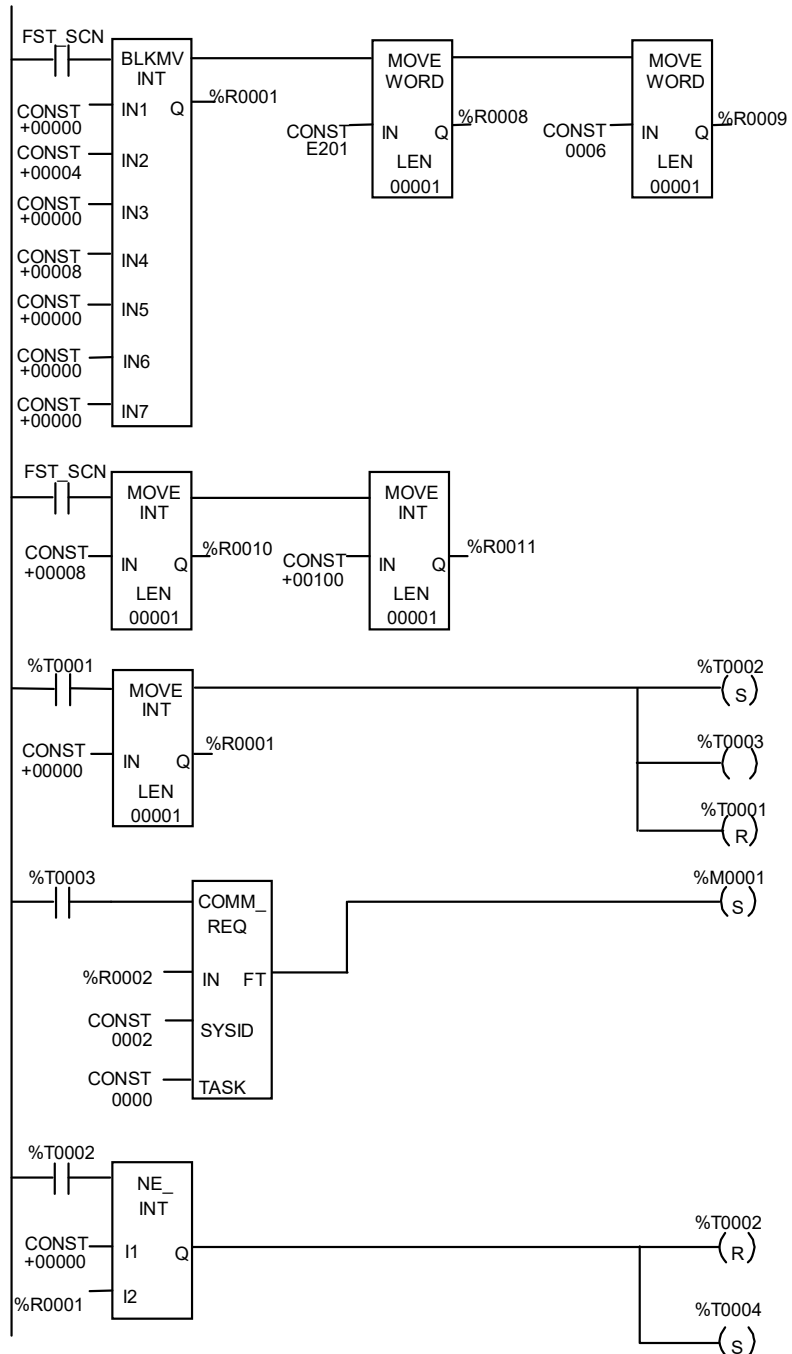 FST_SCN
BLKMV
INT
IN1 Q
%R0001
CONST
+00000
IN2
CONST
+00004
IN3
CONST
+00000
IN4
CONST
+00008
IN5
CONST
+00000
IN6
CONST
+00000
IN7
CONST
+00000
MOVE
WORD
CONST
E201
IN Q
%R0008
LEN
00001
MOVE
WORD
CONST
0006
IN Q
%R0009
LEN
00001
FST_SCN
MOVE
INT
CONST
+00008
IN Q
%R0010
LEN
00001
MOVE
INT
CONST
+00100
IN Q
%R0011
LEN
00001
%T0001
MOVE
INT
CONST
+00000
IN Q
%R0001
LEN
00001
%T0002
S
%T0003
%T0001
R
%T0003
COMM_
REQ
%R0002
IN FT
CONST
0002
SYSID
CONST
0000
TASK
%M0001
S
%T0002
NE_
INT
CONST
+00000
I1 Q
%R0001
I2
%T0002
R
%T0004
S